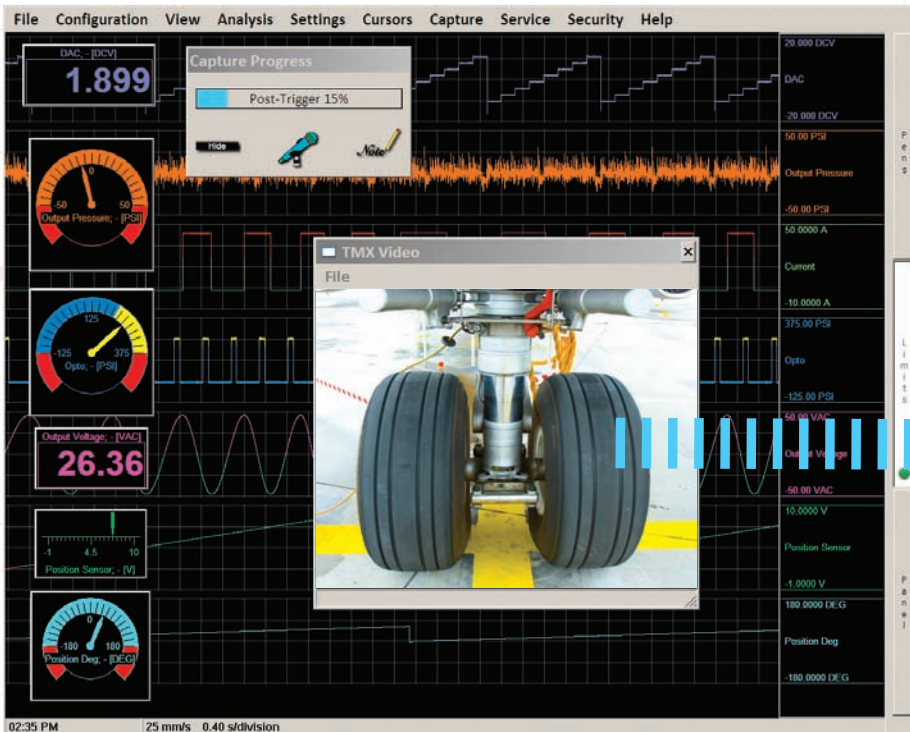 File Configuration View Analysis Settings Cursors Capture Service Security Help
DAC; - [DCV]
1.899
Capture Progress
Post-Trigger 15%
Hide
Note
20.000 DCV
DAC
-20.000 DCV
0
-50 50
Output Pressure; - [PSI]
50.00 PSI
Output Pressure
-50.00 PSI
50.0000 A
Current
-10.0000 A
TMX Video
File
125
-125 375
Opto; - [PSI]
375.00 PSI
Opto
-125.00 PSI
Output Voltage; - [VAC]
26.36
50.00 VAC
Output Voltage
-50.00 VAC
-1 4.5 10
Position Sensor; - [V]
10.0000 V
Position Sensor
-1.0000 V
0
-180 180
Position Deg; - [DEG]
180.0000 DEG
Position Deg
-180.0000 DEG
Pens
Limits
Panel
02:35 PM 25 mm/s 0.40 s/division